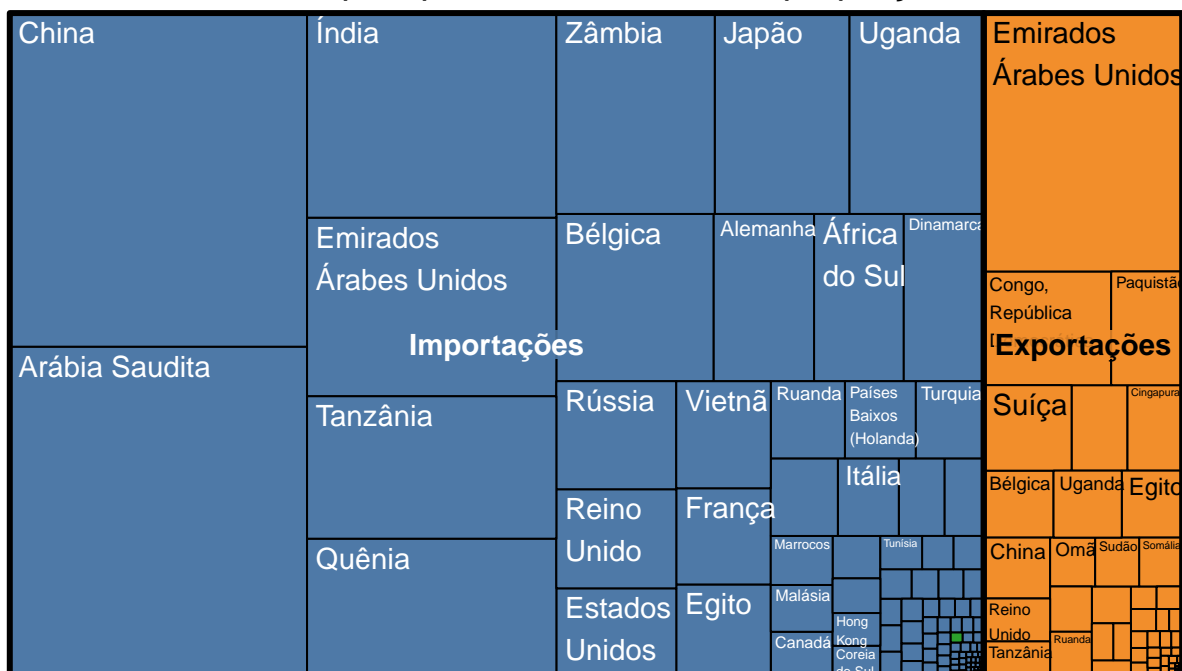 China
Índia
Zâmbia
Japão
Uganda
Emirados
Árabes Unidos
Emirados
Árabes Unidos
Bélgica
Alemanha
África
do Sul
Dinamarca
Congo,
República
Paquistão
Importações
Exportações
Arábia Saudita
Tanzânia
Rússia
Vietnã
Ruanda
Países
Baixos
(Holanda)
Turquia
Suíça
Cingapura
Itália
Bélgica
Uganda
Egito
Reino
Unido
França
Quênia
Marrocos
Tunísia
China
Omã
Sudão
Somália
Estados
Unidos
Egito
Malásia
Hong
Kong
Canadá
Coreia
do Sul
Reino
Unido
Ruanda
Tanzânia